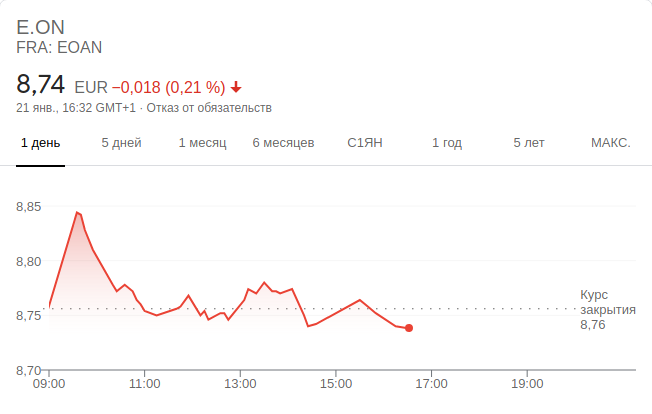 E.ON
FRA: EOAN
8,74 EUR −0,018 (0,21 %)
21 янв., 16:32 GMT+1 · Отказ от обязательств
1 день 5 дней 1 месяц 6 месяцев С1ЯН 1 год 5 лет МАКС.
8,85
8,80
8,75
8,70
Курс
закрытия
8,76
09:00 11:00 13:00 15:00 17:00 19:00